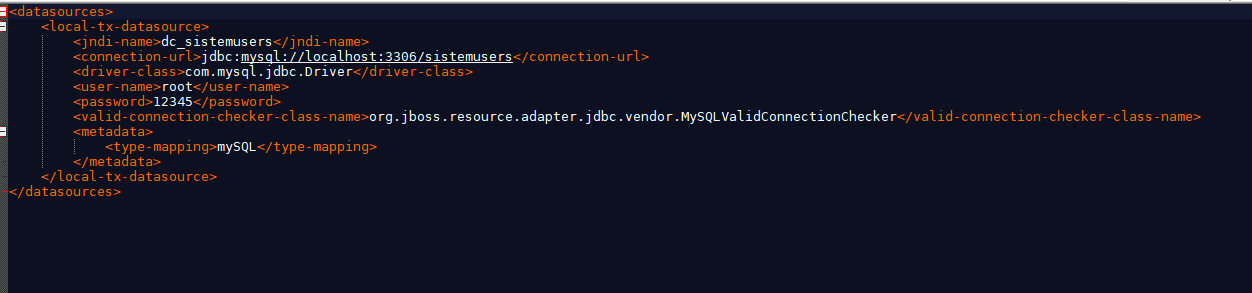 <datasources>
<local-tx-datasource>
<jndi-name>dc_sistemusers</jndi-name>
<connection-url>jdbc:mysql://localhost:3306/sistemusers</connection-url>
<driver-class>com.mysql.jdbc.Driver</driver-class>
<user-name>root</user-name>
<password>12345</password>
<valid-connection-checker-class-name>org.jboss.resource.adapter.jdbc.vendor.MySQLValidConnectionChecker</valid-connection-checker-class-name>
<metadata>
<type-mapping>mySQL</type-mapping>
</metadata>
</local-tx-datasource>
</datasources>